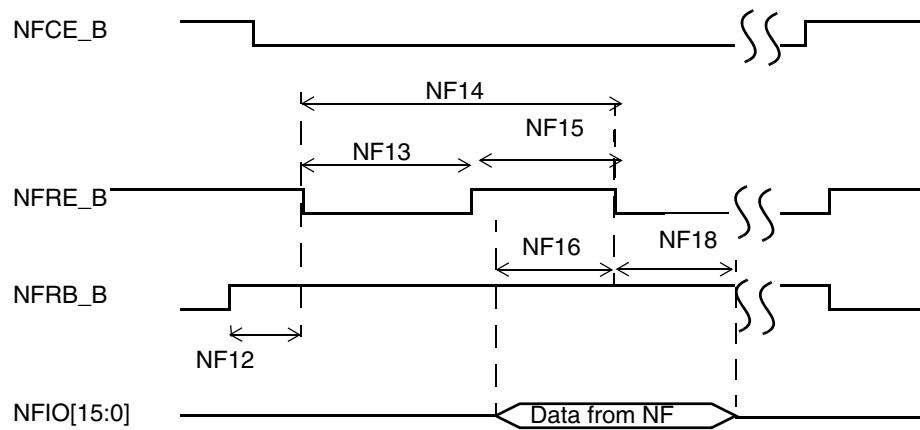 NFCE_B
NF14
NF15
NF13
NFRE_B
NF16
NF18
NFRB_B
NF12
NFIO[15:0]
Data from NF